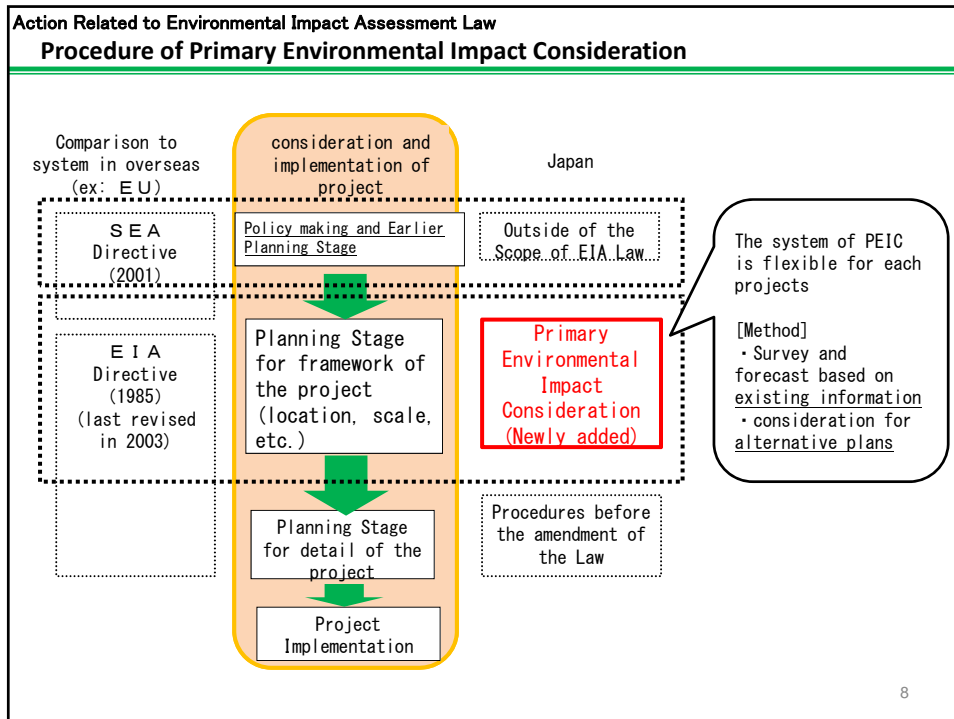 Action Related to Environmental Impact Assessment Law
Procedure of Primary Environmental Impact Consideration
Comparison to
system in overseas
(ex: ＥＵ)
consideration and
implementation of
project
Japan
ＳＥＡ
Directive
(2001)
Policy making and Earlier
Planning Stage
Outside of the
Scope of EIA Law
ＥＩＡ
Directive
(1985)
(last revised
in 2003)
Planning Stage
for framework of
the project
(location, scale,
etc.)
Primary
Environmental
Impact
Consideration
(Newly added)
The system of PEIC
is flexible for each
projects
[Method]
・Survey and
forecast based on
existing information
・consideration for
alternative plans
Planning Stage
for detail of the
project
Procedures before
the amendment of
the Law
Project
Implementation
8